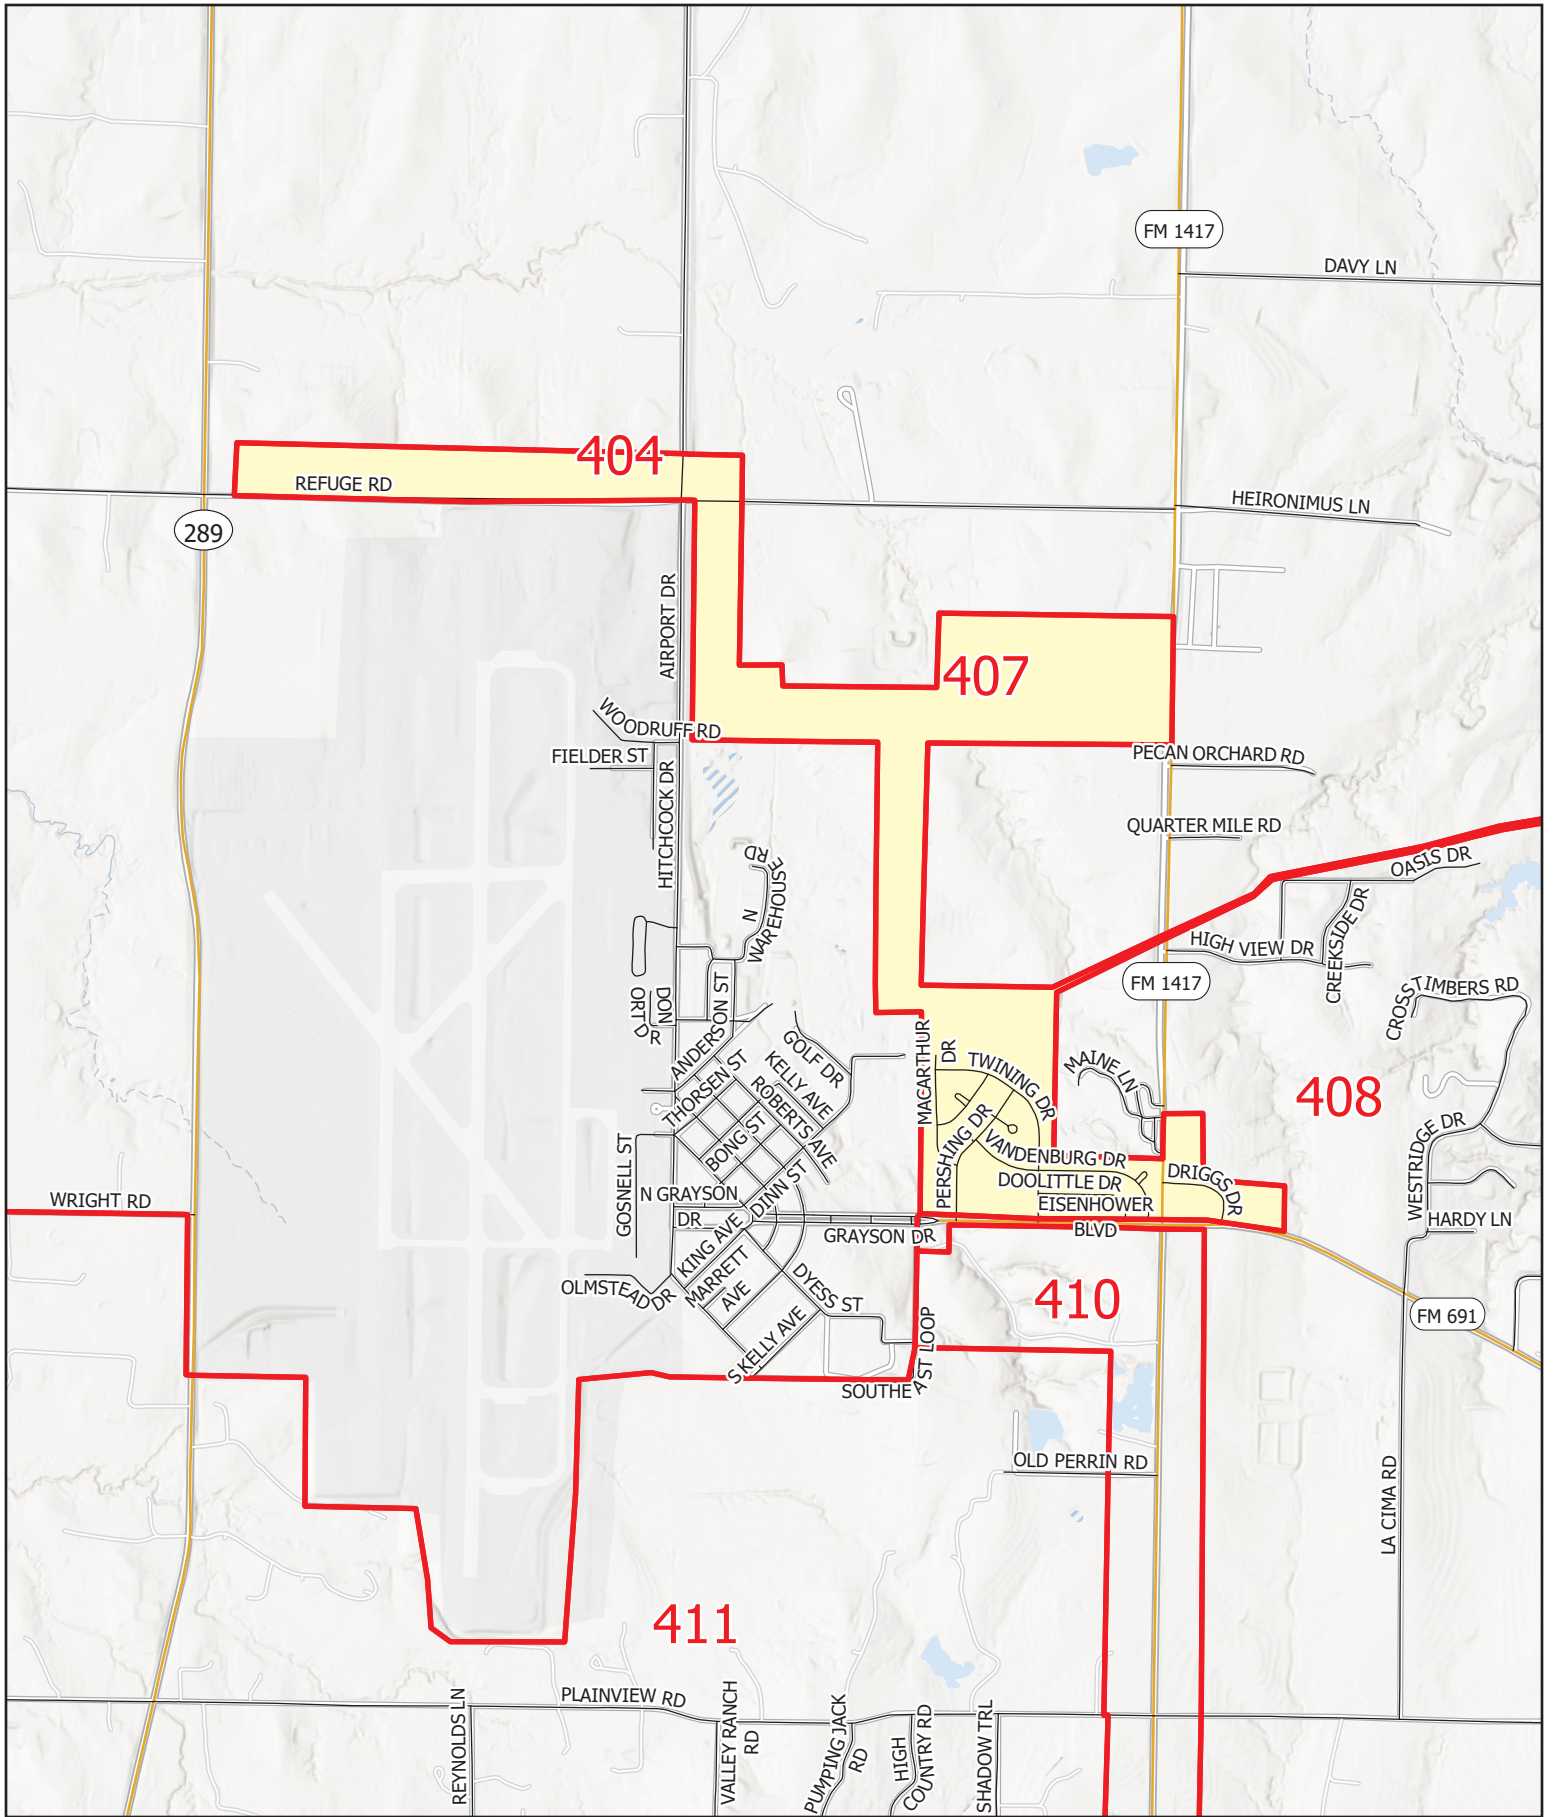 FM 1417
DAVY LN
404
REFUGE RD
HEIRONIMUS LN
289
AIRPORT DR
407
WOODRUFF RD
FIELDER ST
PECAN ORCHARD RD
HITCHCOCK DR
QUARTER MILE RD
N WAREHOUSE RD
OASIS DR
CREEKSIDE DR
HIGH VIEW DR
FM 1417
CROSSTIMBERS RD
DON
ORT DR
ANDERSON ST
GOLF DR
MACARTHUR
DR
THORSEN ST
KELLY AVE
ROBERTS AVE
TWINING DR
MAINE LN
408
BONG ST
PERSHING DR
VANDENBURG DR
WESTRIDGE DR
GOSNELL ST
DINN ST
DOOLITTLE DR
DRIGGS DR
WRIGHT RD
N GRAYSON
DR
EISENHOWER
BLVD
HARDY LN
KING AVE
GRAYSON DR
MARRETT
AVE
DYESS ST
OLMSTEAD DR
410
FM 691
S KELLY AVE
SOUTHEAST LOOP
OLD PERRIN RD
LA CIMA RD
411
PLAINVIEW RD
REYNOLDS LN
VALLEY RANCH
RD
PUMPING JACK
RD
HIGH
COUNTRY RD
SHADOW TRL